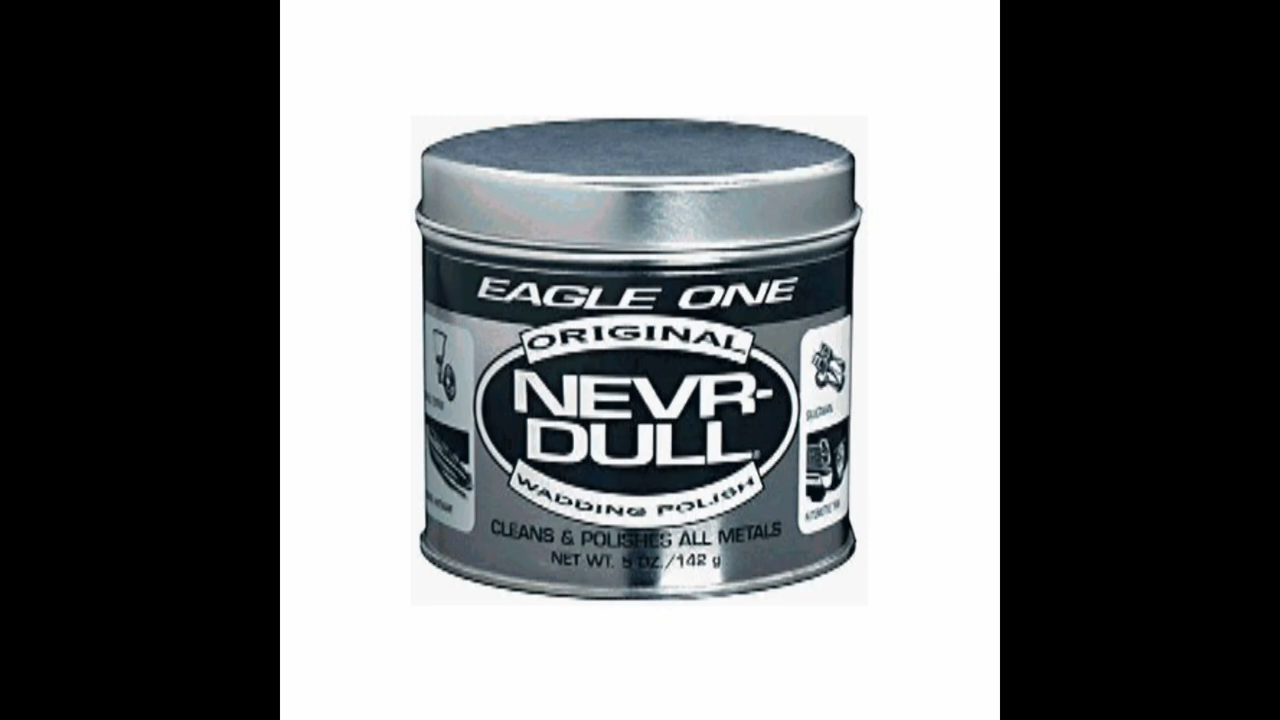 EAGLE ONE
ORIGINAL
NEVR-
DULL
WADDING POLISH
CLEANS & POLISHES ALL METALS
NET WT. 5 OZ./142 g